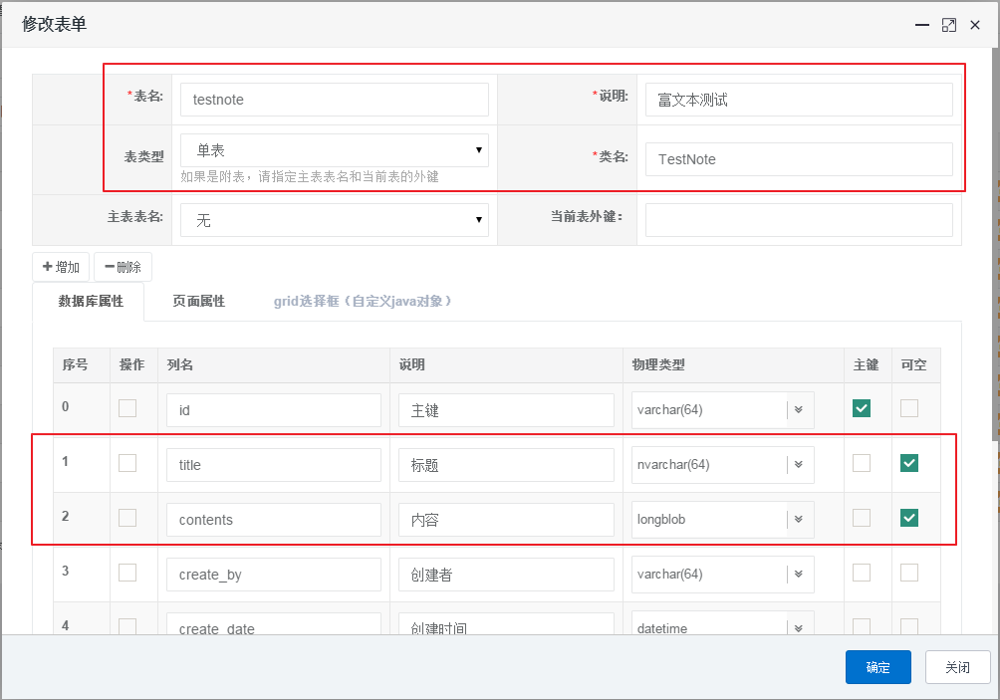 修改表单
*表名: testnote *说明: 富文本测试
表类型 单表 *类名: TestNote
如果是附表，请指定主表表名和当前表的外键
主表表名: 无 当前表外键：
增加 删除
数据库属性 页面属性 grid选择框（自定义java对象）
序号 操作 列名 说明 物理类型 主键 可空
0 id 主键 varchar(64)
1 title 标题 nvarchar(64)
2 contents 内容 longblob
3 create_by 创建者 varchar(64)
4 create_date 创建时间 datetime
确定 关闭